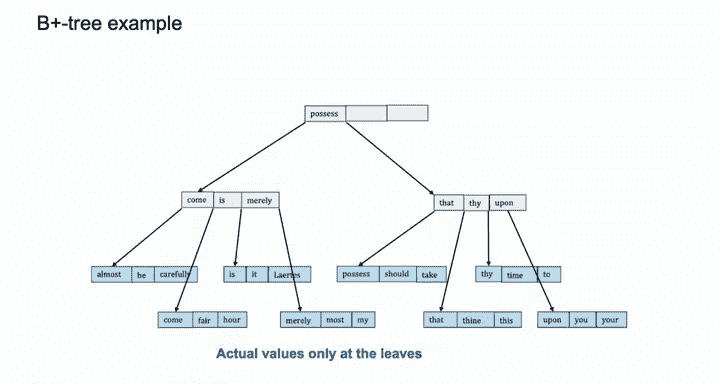 B+-tree example
possess
come is merely
that thy upon
almost be carefully
is it Laertes
possess should take
thy time to
come fair hour
merely most my
that thine this
upon you your
Actual values only at the leaves